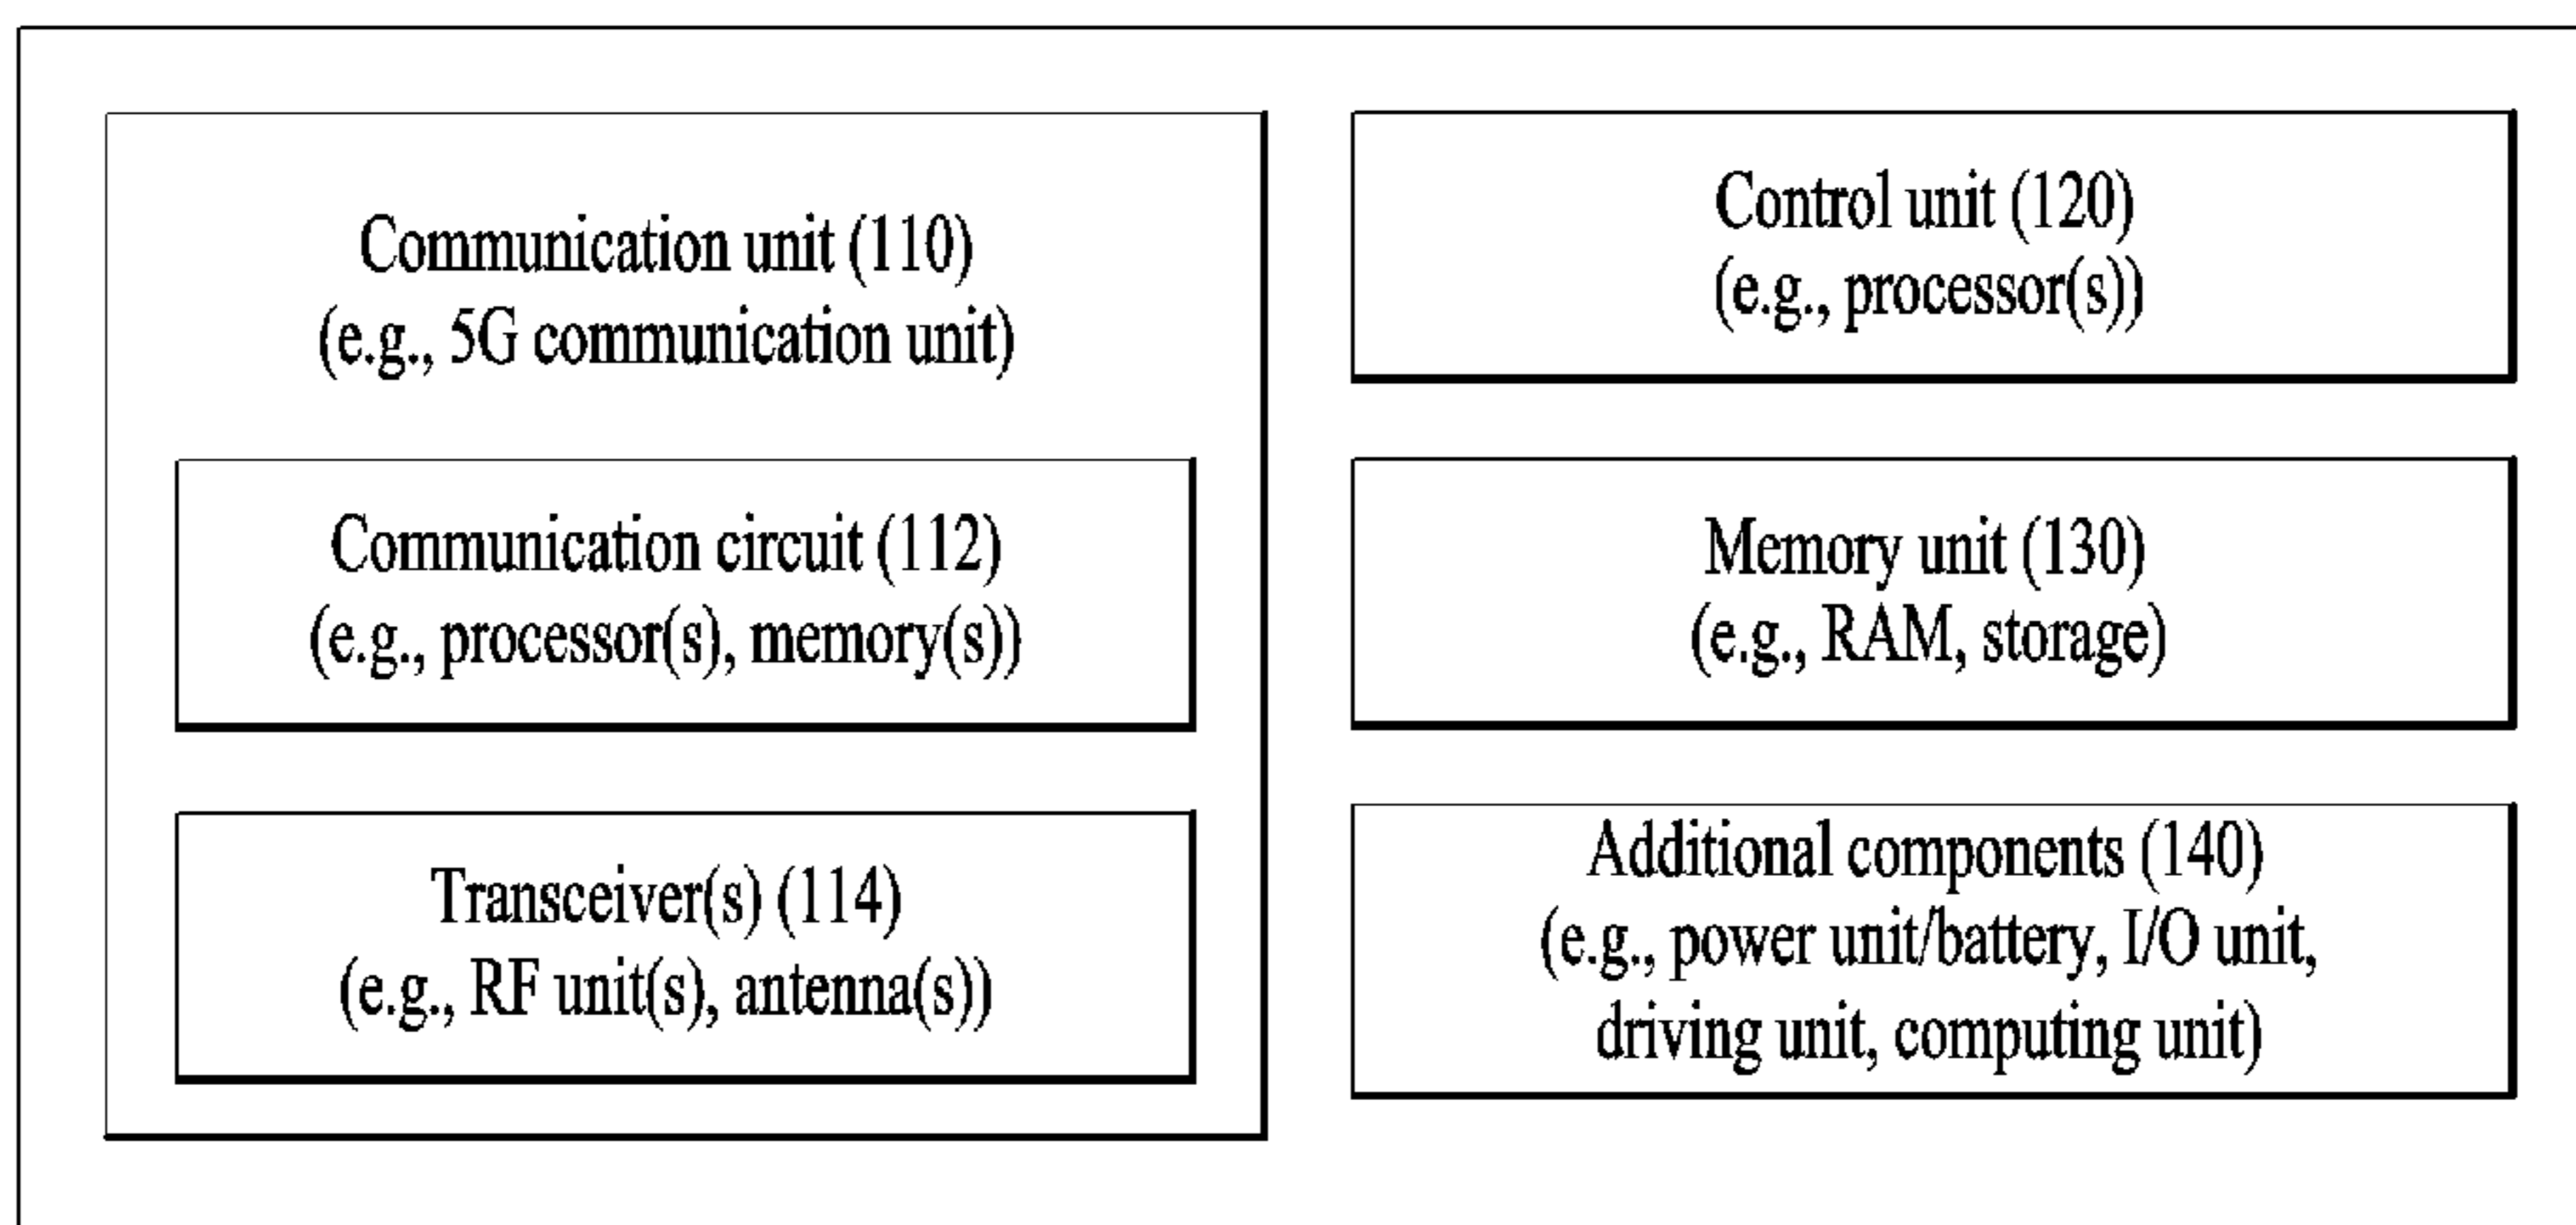 Communication unit (110)
(e.g., 5G communication unit)
Communication circuit (112)
(e.g., processor(s), memory(s))
Transceiver(s) (114)
(e.g., RF unit(s), antenna(s))
Control unit (120)
(e.g., processor(s))
Memory unit (130)
(e.g., RAM, storage)
Additional components (140)
(e.g., power unit/battery, I/O unit,
driving unit, computing unit)